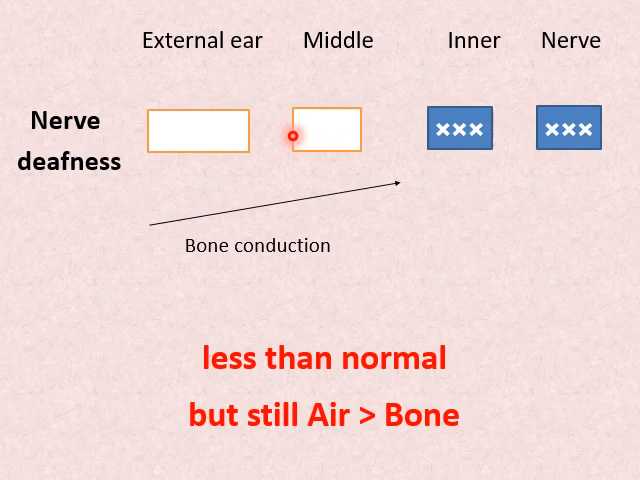 External ear Middle Inner Nerve
Nerve
deafness
××× ×××
Bone conduction
less than normal
but still Air > Bone